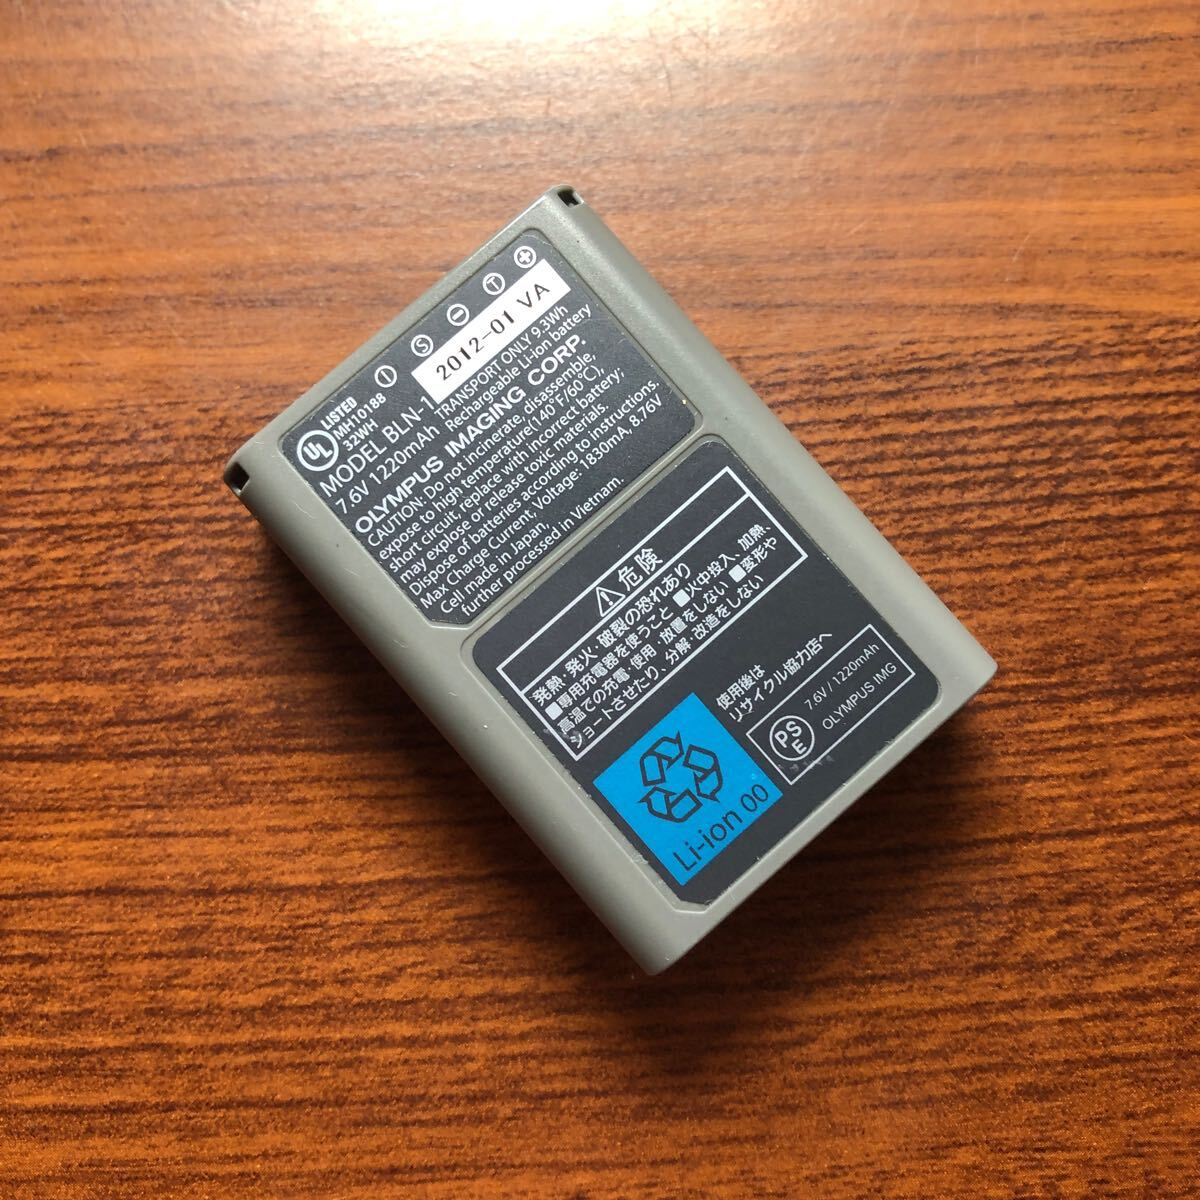 I S − T +
2012-01 VA
UL LISTED
MH10188
32WH
MODEL BLN-1
TRANSPORT ONLY 9.3Wh
7.6V 1220mAh Rechargeable Li-ion battery
OLYMPUS IMAGING CORP.
CAUTION: Do not incinerate, disassemble,
expose to high temperature(140°F/60℃),
short circuit, replace with incorrect battery;
may explose or release toxic materials.
Dispose of batteries according to instructions.
Max Charge Current, Voltage: 1830mA, 8.76V
Cell made in Japan,
further processed in Vietnam.
危険
発熱・発火・破裂の恐れあり
■専用充電器を使うこと■火中投入、加熱、
高温での充電・使用・放置をしない■変形や
ショートさせたり、分解・改造をしない
使用後は
リサイクル協力店へ
Li-ion 00
PSE
7.6V / 1220mAh
OLYMPUS IMG